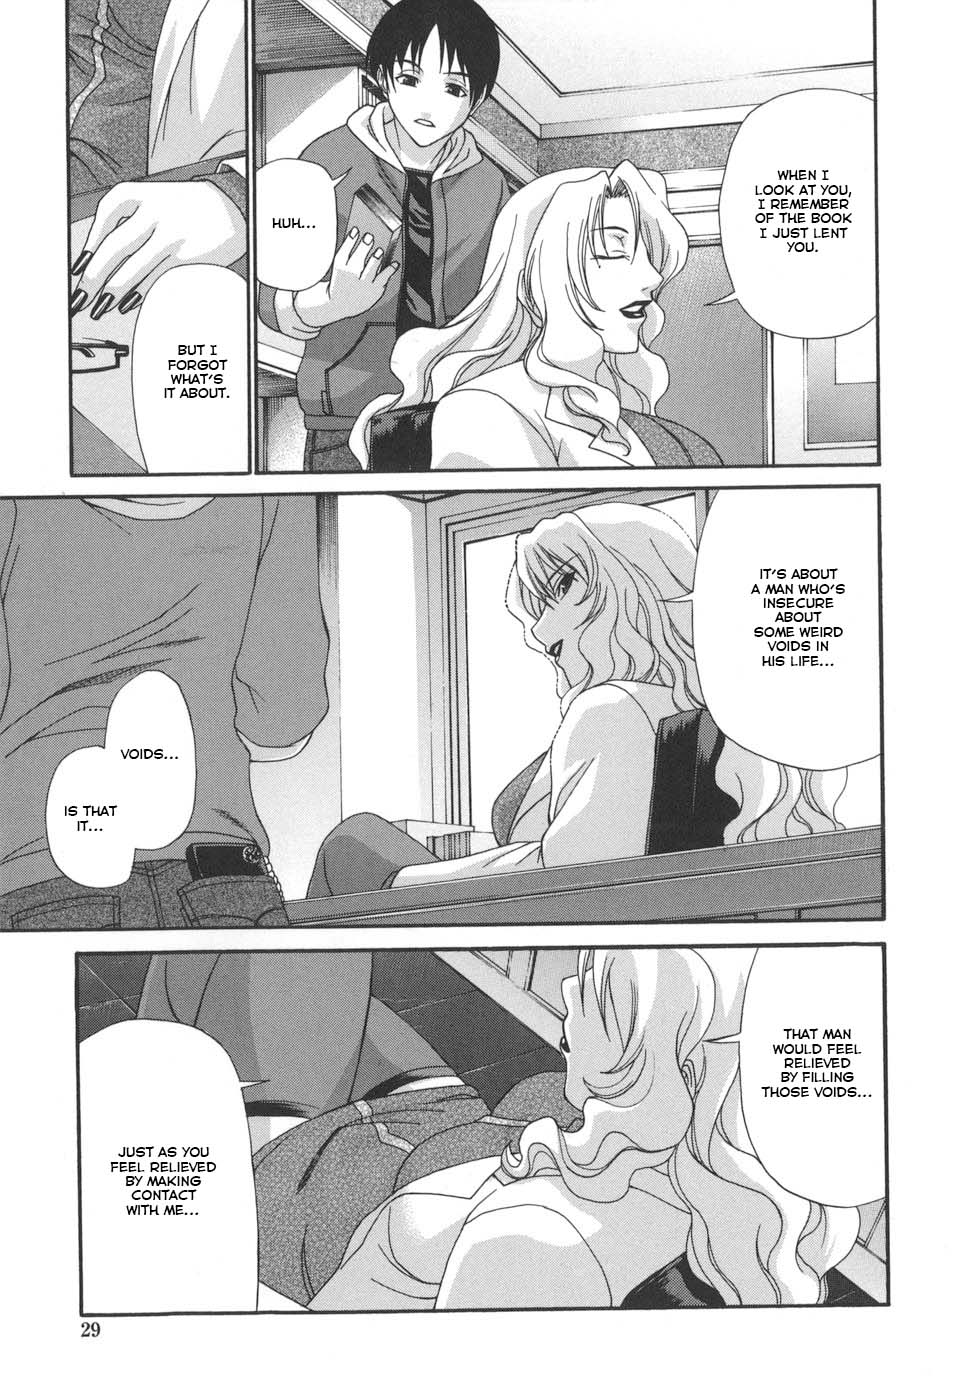 WHEN I
LOOK AT YOU,
I REMEMBER
OF THE BOOK
I JUST LENT
YOU.
HUH...
BUT I
FORGOT
WHAT'S
IT ABOUT.
IT'S ABOUT
A MAN WHO'S
INSECURE
ABOUT
SOME WEIRD
VOIDS IN
HIS LIFE...
VOIDS...
IS THAT
IT...
THAT MAN
WOULD FEEL
RELIEVED
BY FILLING
THOSE VOIDS...
JUST AS YOU
FEEL RELIEVED
BY MAKING
CONTACT
WITH ME...
29